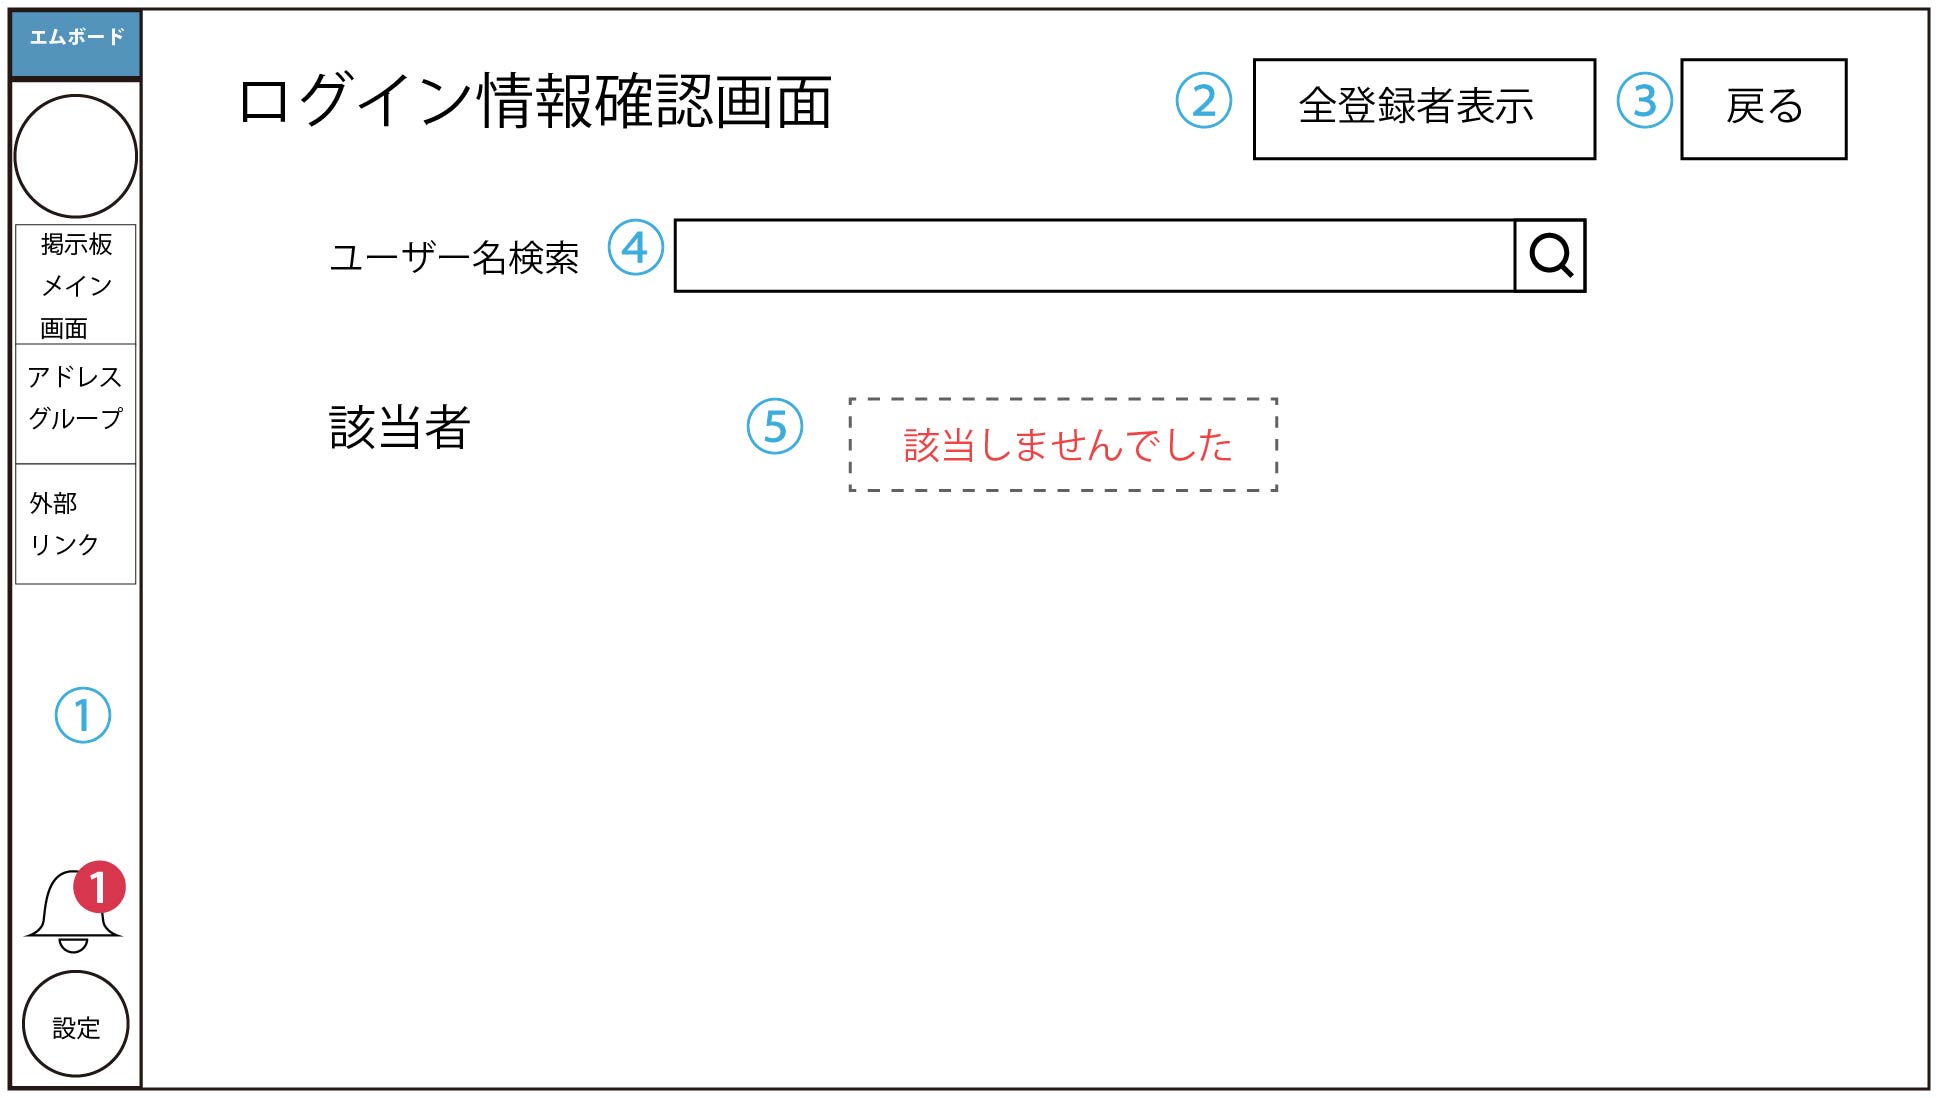 エムボード
掲示板
メイン
画面
アドレス
グループ
外部
リンク
①
1
設定
ログイン情報確認画面
② 全登録者表示
③ 戻る
ユーザー名検索 ④
該当者 ⑤ 該当しませんでした